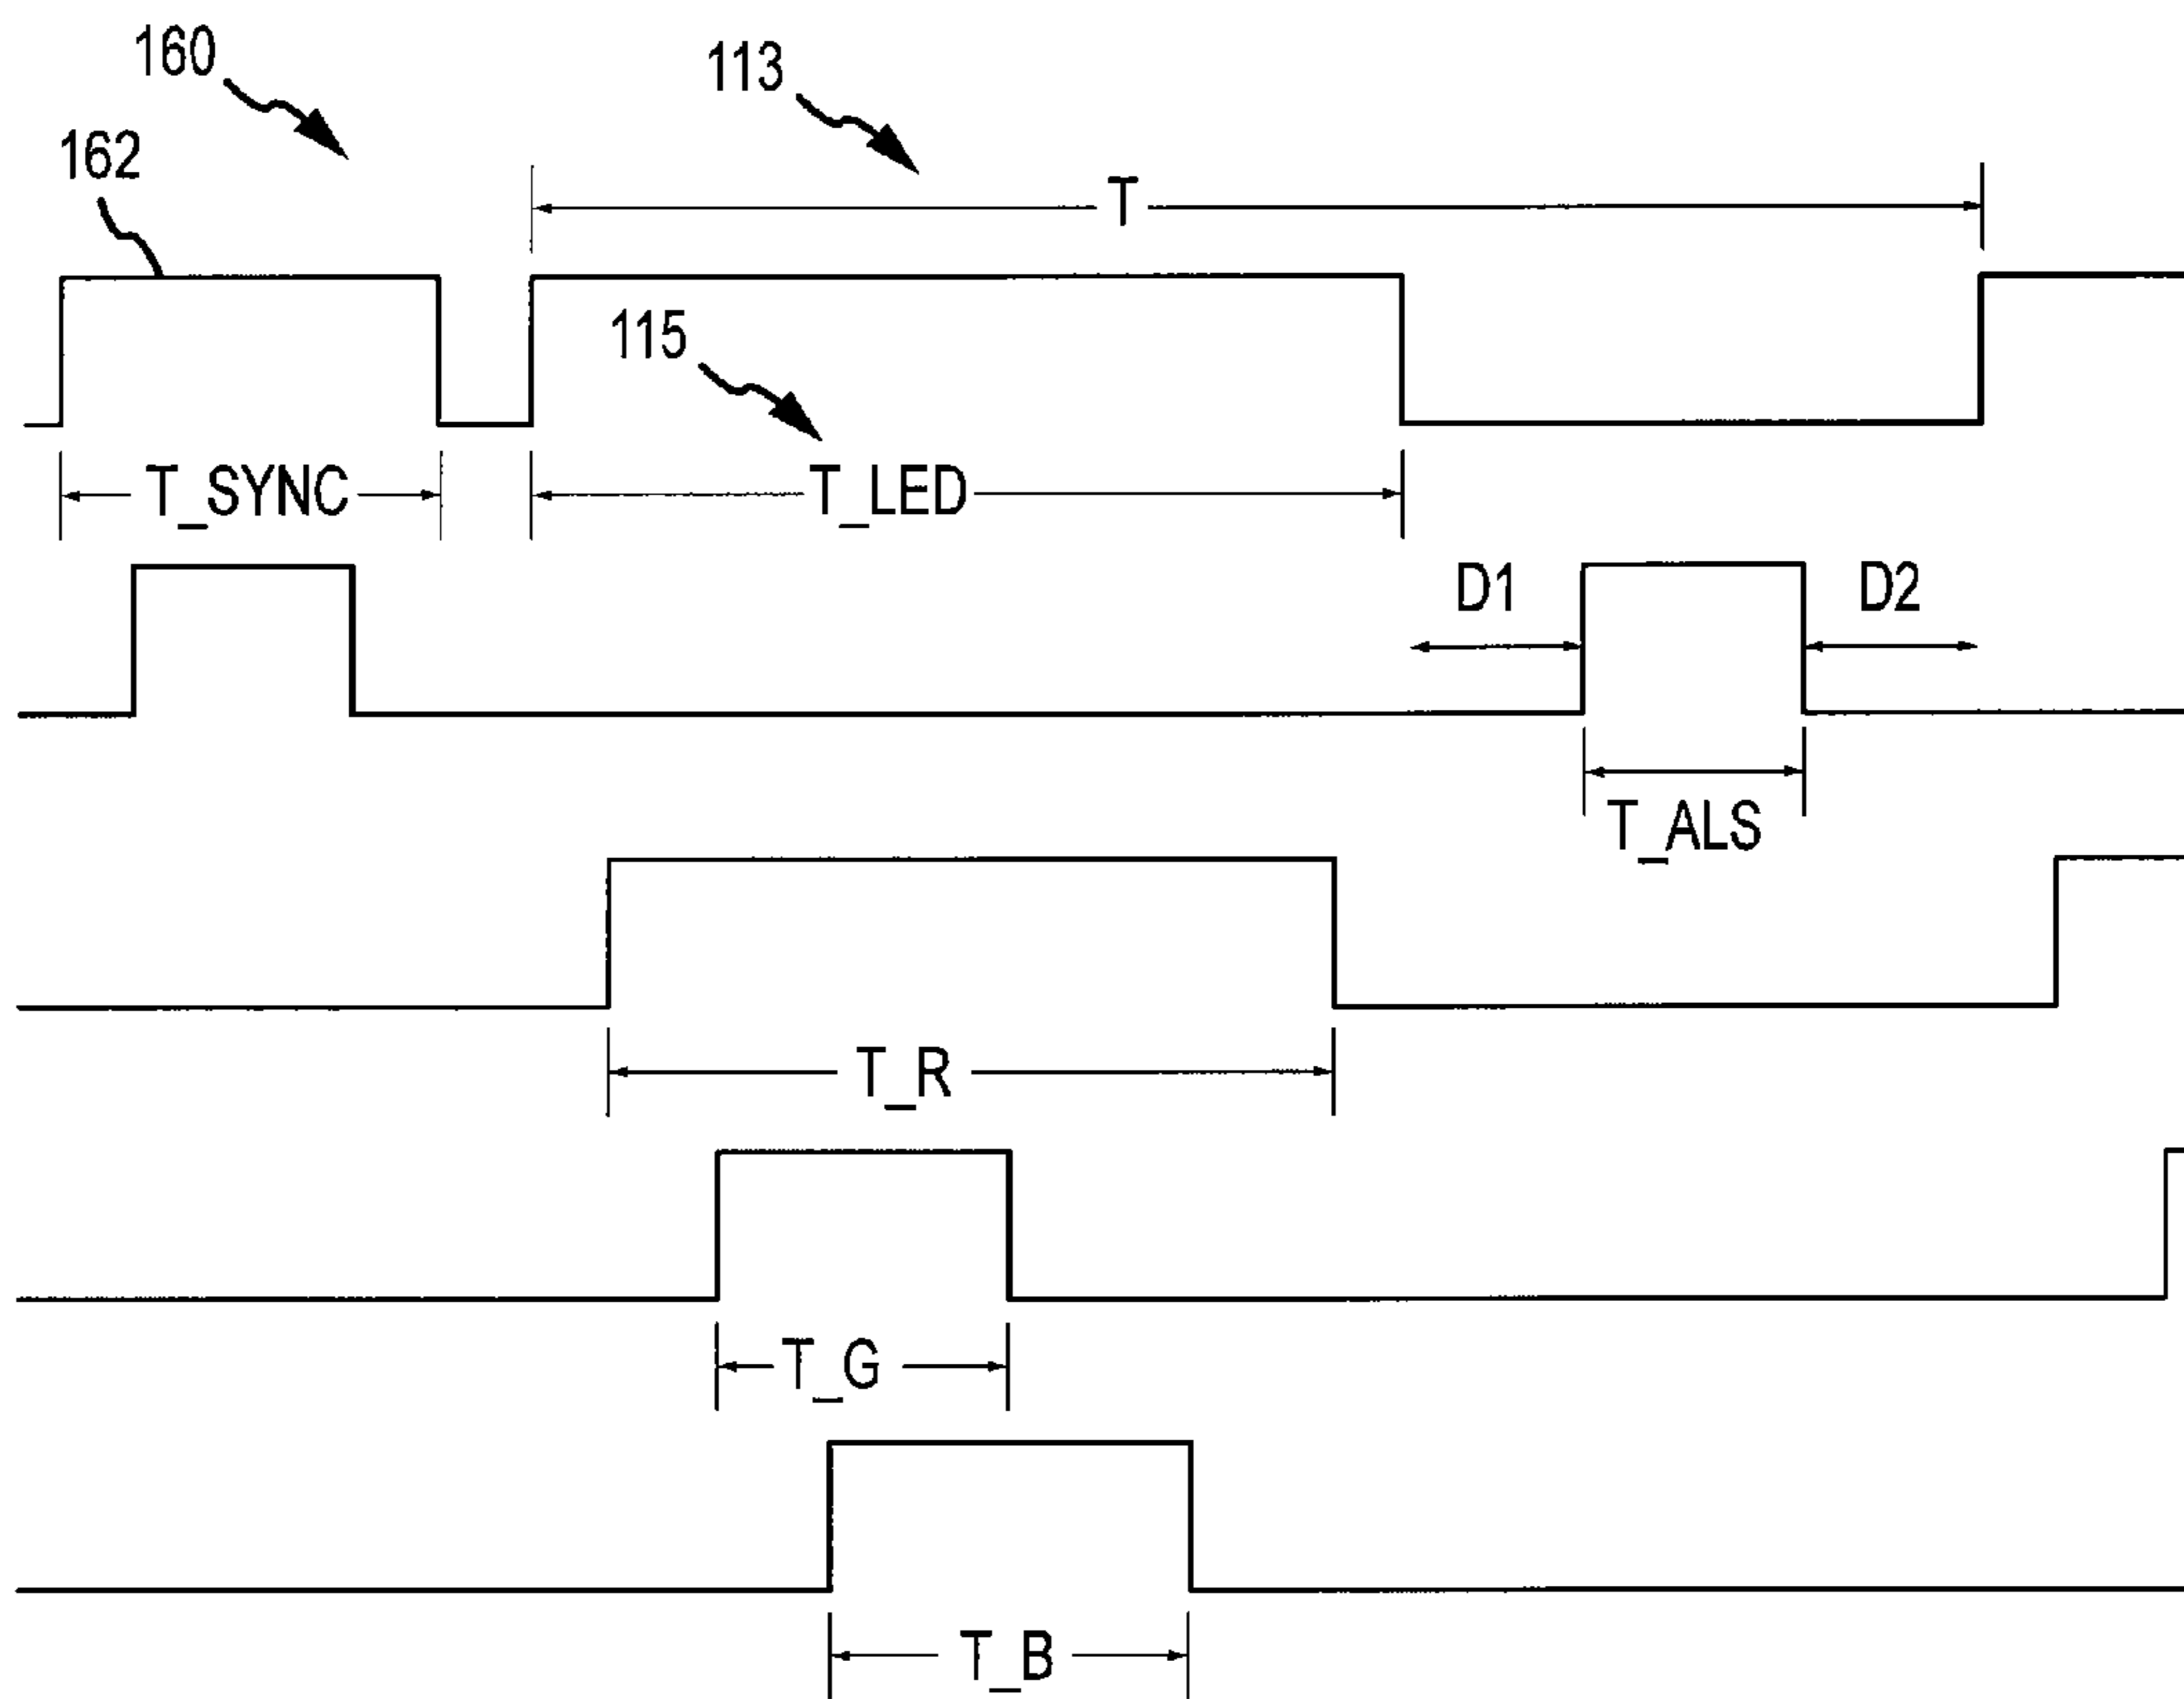 160
113
162
T
115
T_SYNC
T_LED
D1
D2
T_ALS
T_R
T_G
T_B